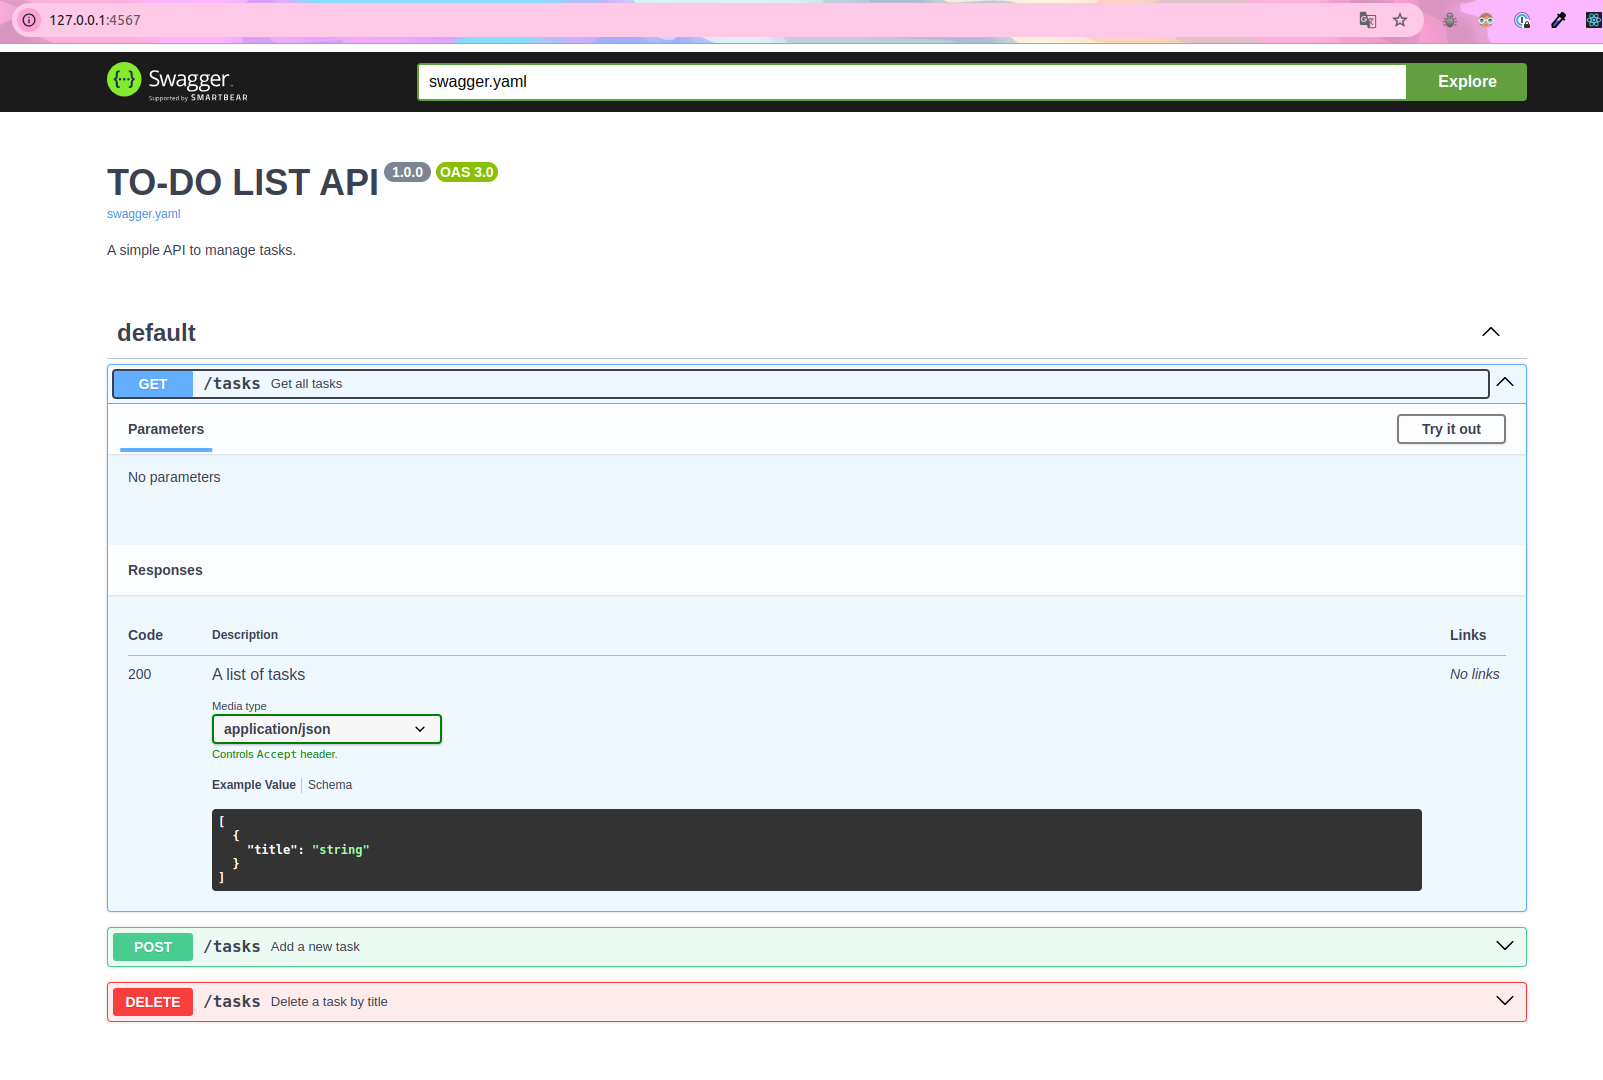 127.0.0.1:4567
Swagger
Supported by SMARTBEAR
swagger.yaml
Explore
TO-DO LIST API 1.0.0 OAS 3.0
swagger.yaml
A simple API to manage tasks.
default
GET /tasks Get all tasks
Parameters
Try it out
No parameters
Responses
Code Description Links
200 A list of tasks No links
Media type
application/json
Controls Accept header.
Example Value Schema
[
  {
    "title": "string"
  }
]
POST /tasks Add a new task
DELETE /tasks Delete a task by title